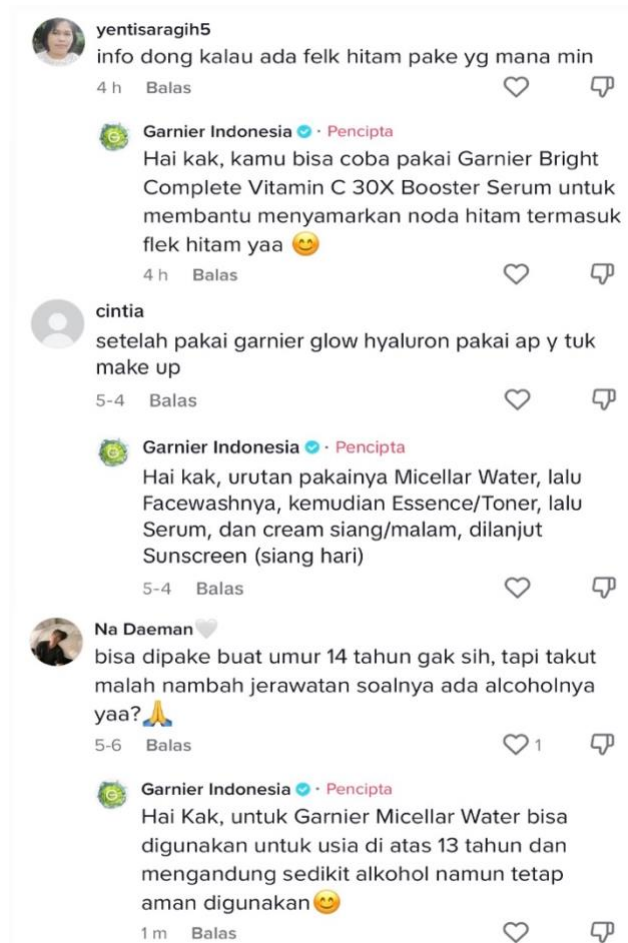 yentisaragih5
info dong kalau ada felk hitam pake yg mana min
4 h Balas
Garnier Indonesia · Pencipta
Hai kak, kamu bisa coba pakai Garnier Bright
Complete Vitamin C 30X Booster Serum untuk
membantu menyamarkan noda hitam termasuk
flek hitam yaa 😊
4 h Balas
cintia
setelah pakai garnier glow hyaluron pakai ap y tuk
make up
5-4 Balas
Garnier Indonesia · Pencipta
Hai kak, urutan pakainya Micellar Water, lalu
Facewashnya, kemudian Essence/Toner, lalu
Serum, dan cream siang/malam, dilanjut
Sunscreen (siang hari)
5-4 Balas
Na Daeman🤍
bisa dipake buat umur 14 tahun gak sih, tapi takut
malah nambah jerawatan soalnya ada alcoholnya
yaa?🙏
5-6 Balas 1
Garnier Indonesia · Pencipta
Hai Kak, untuk Garnier Micellar Water bisa
digunakan untuk usia di atas 13 tahun dan
mengandung sedikit alkohol namun tetap
aman digunakan😊
1 m Balas